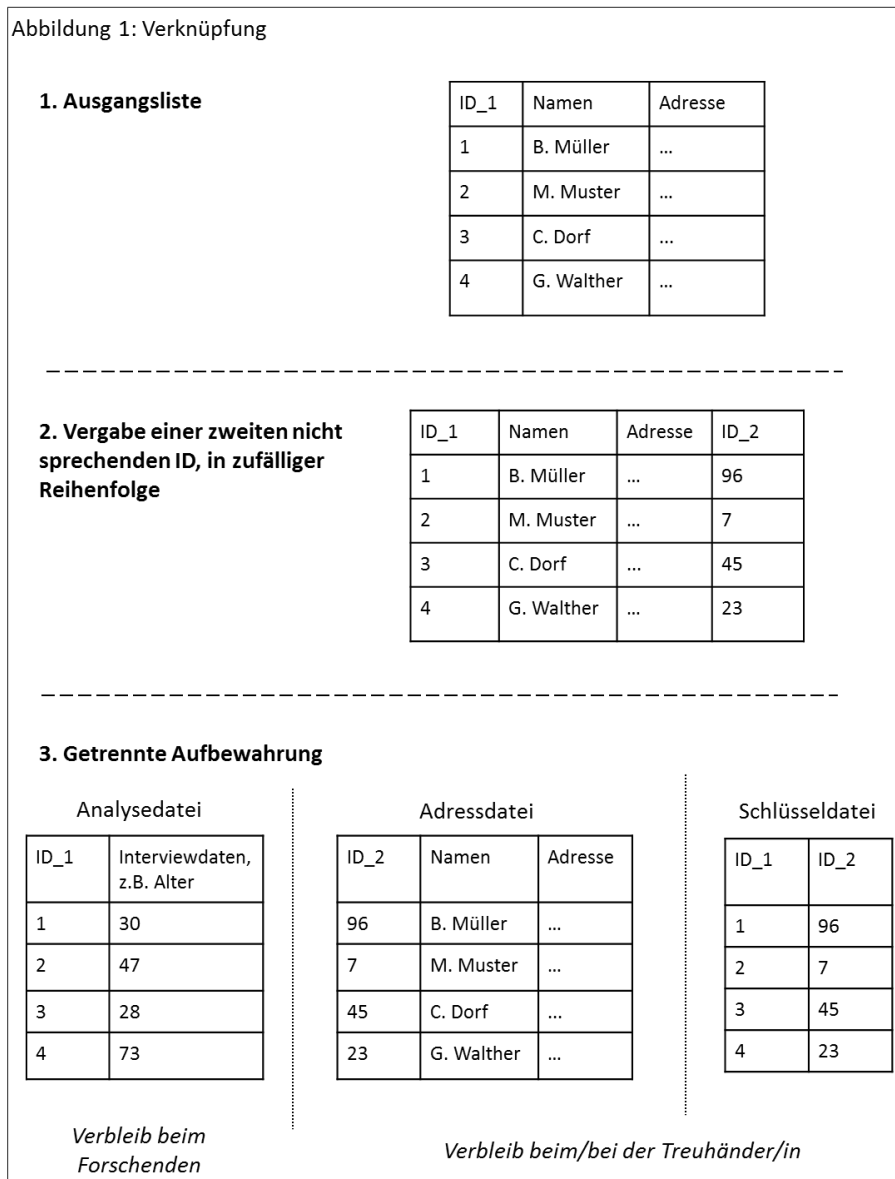 Abbildung 1: Verknüpfung
1. Ausgangsliste
ID_1 Namen Adresse
1 B. Müller ...
2 M. Muster ...
3 C. Dorf ...
4 G. Walther ...
2. Vergabe einer zweiten nicht
sprechenden ID, in zufälliger
Reihenfolge
ID_1 Namen Adresse ID_2
1 B. Müller ... 96
2 M. Muster ... 7
3 C. Dorf ... 45
4 G. Walther ... 23
3. Getrennte Aufbewahrung
Analysedatei
ID_1 Interviewdaten,
z.B. Alter
1 30
2 47
3 28
4 73
Verbleib beim
Forschenden
Adressdatei
ID_2 Namen Adresse
96 B. Müller ...
7 M. Muster ...
45 C. Dorf ...
23 G. Walther ...
Schlüsseldatei
ID_1 ID_2
1 96
2 7
3 45
4 23
Verbleib beim/bei der Treuhänder/in